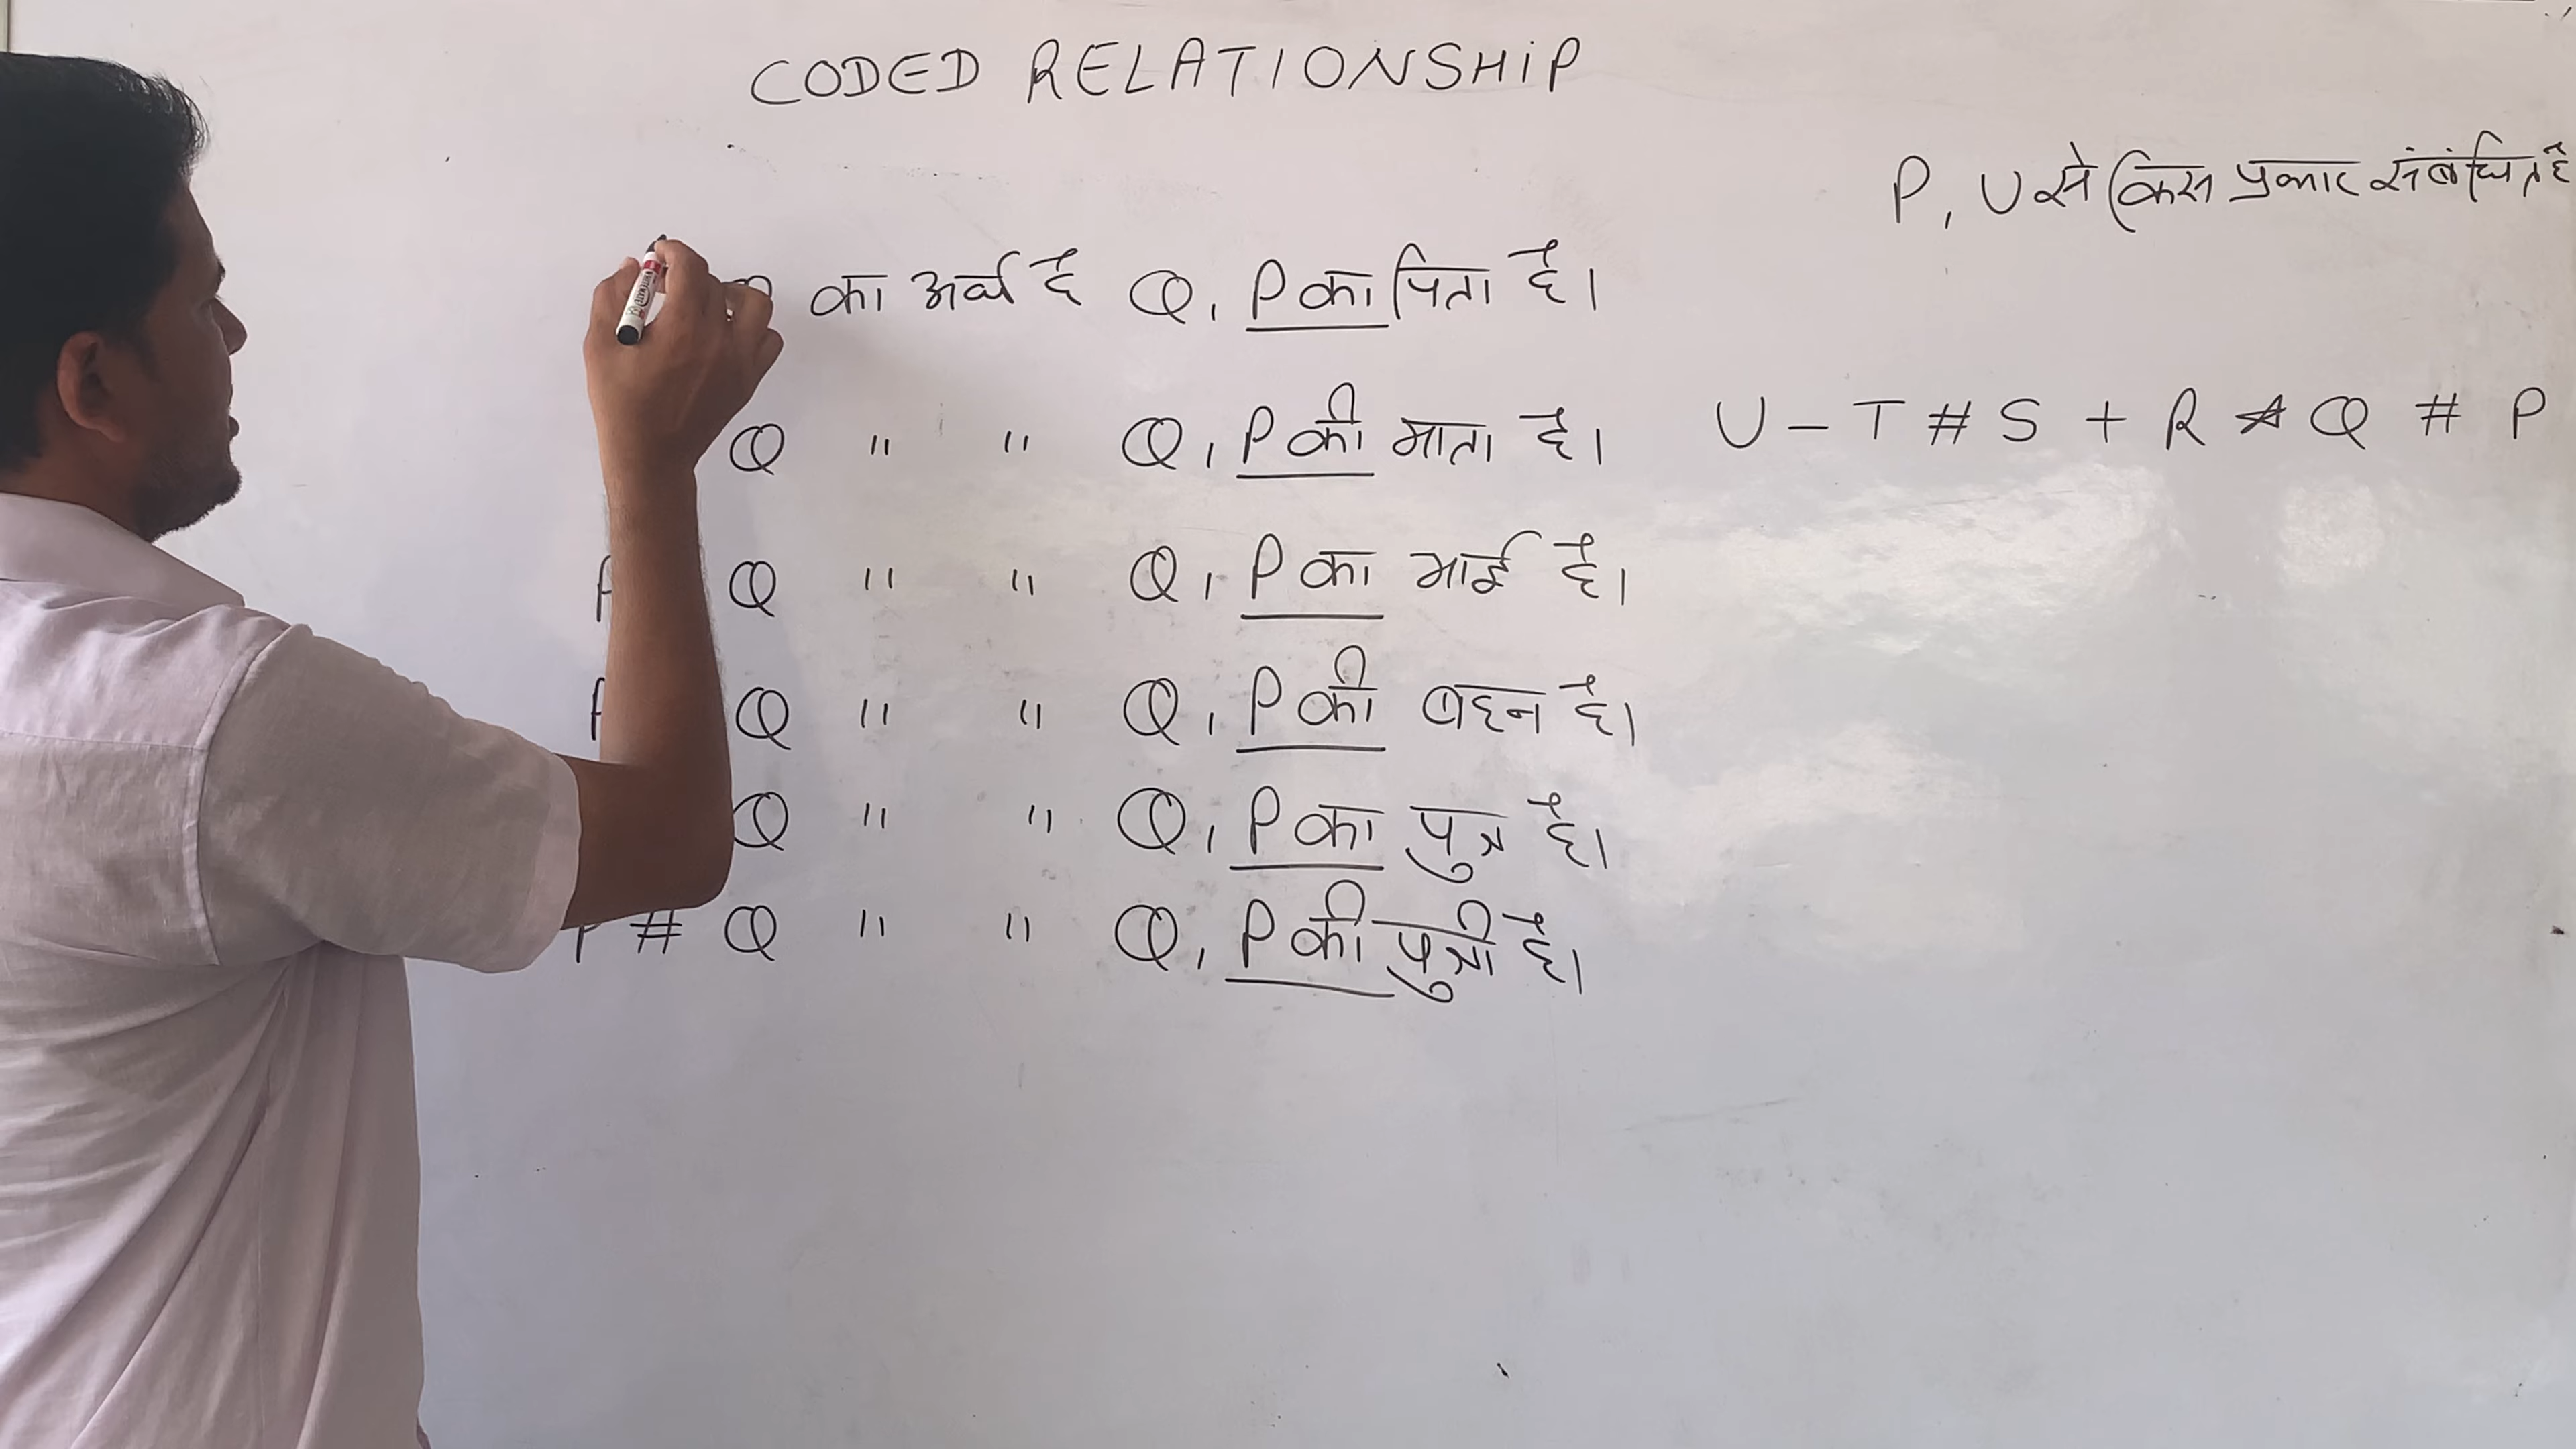 CODED RELATIONSHIP
P, U से किस प्रकार संबंधित है
Q का अर्थ है Q, P का पिता है।
Q " " Q, P की माता है।
U - T # S + R ☆ Q # P
P Q " " Q, P का भाई है।
P Q " " Q, P की बहन है।
Q " " Q, P का पुत्र है।
P # Q " " Q, P की पुत्री है।